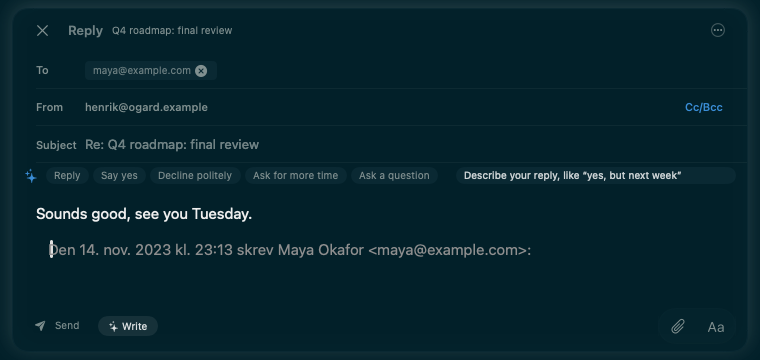 Reply Q4 roadmap: final review
To maya@example.com
From henrik@ogard.example Cc/Bcc
Subject Re: Q4 roadmap: final review
Reply Say yes Decline politely Ask for more time Ask a question Describe your reply, like “yes, but next week”
Sounds good, see you Tuesday.
Den 14. nov. 2023 kl. 23:13 skrev Maya Okafor <maya@example.com>:
Send Write Aa